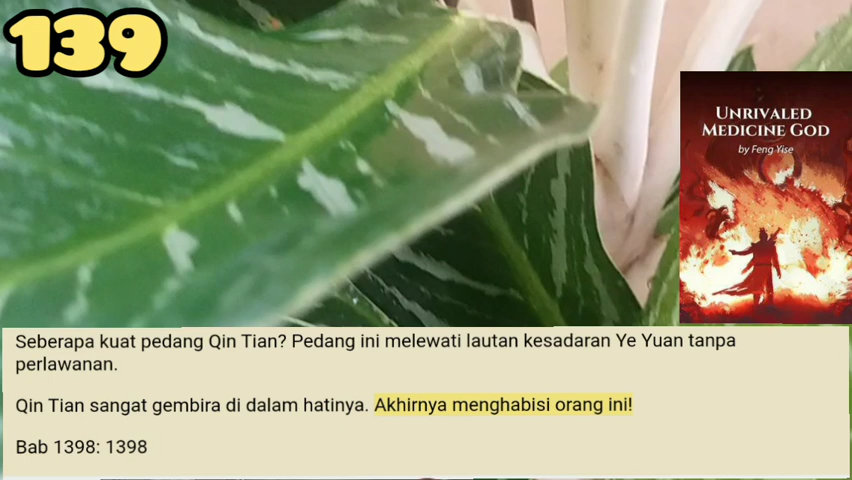 139
UNRIVALED
MEDICINE GOD
by Feng Yise
Seberapa kuat pedang Qin Tian? Pedang ini melewati lautan kesadaran Ye Yuan tanpa
perlawanan.
Qin Tian sangat gembira di dalam hatinya. Akhirnya menghabisi orang ini!
Bab 1398: 1398